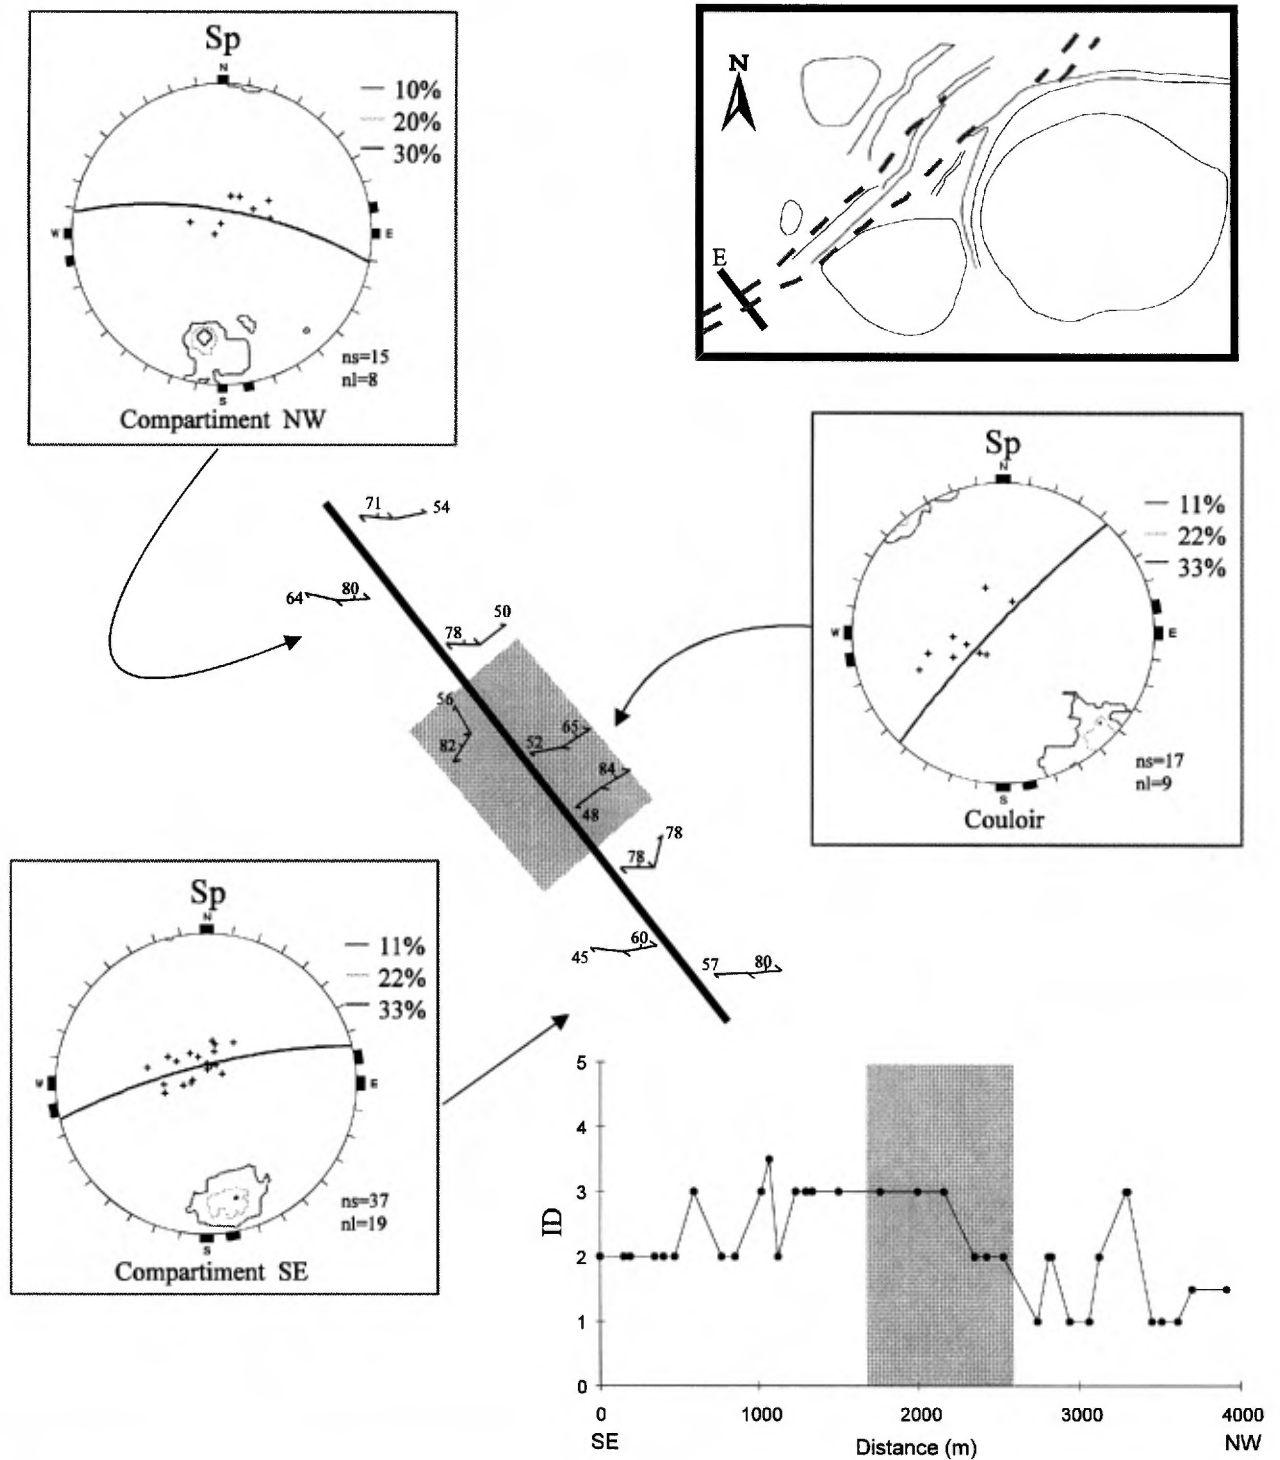 Sp
N
10%
20%
30%
W
E
S
ns=15
nl=8
Compartiment NW
N
E
Sp
N
11%
22%
33%
W
E
S
ns=17
nl=9
Couloir
71
54
64
80
50
78
56
82
52
65
84
48
78
78
45
60
57
80
Sp
N
11%
22%
33%
W
E
S
ns=37
nl=19
Compartiment SE
5
4
3
2
1
0
ID
0
1000
2000
3000
4000
SE
Distance (m)
NW